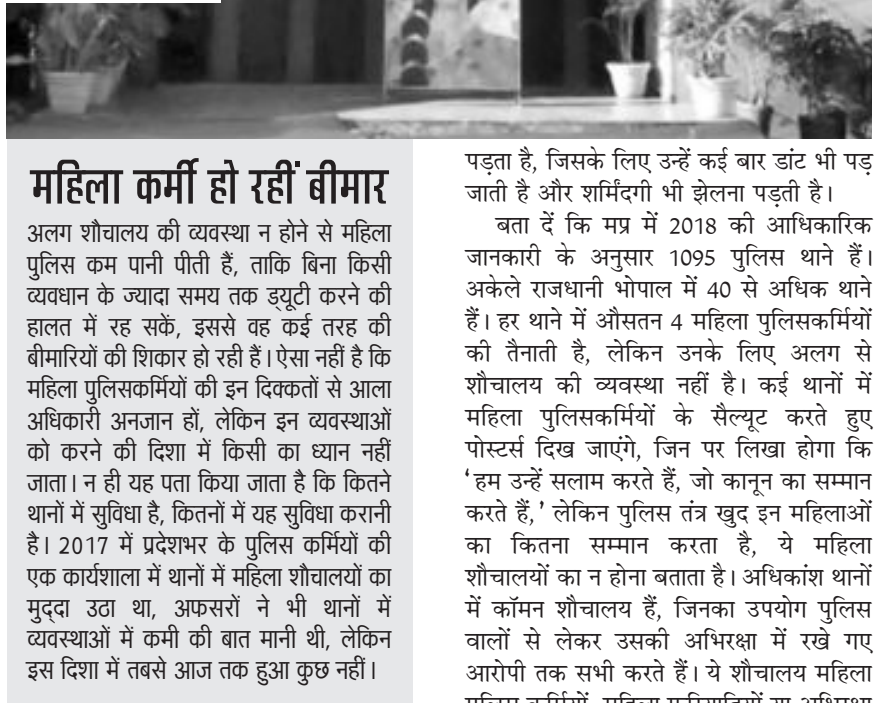 महिला कर्मी हो रहीं बीमार
अलग शौचालय की व्यवस्था न होने से महिला
पुलिस कम पानी पीती हैं, ताकि बिना किसी
व्यवधान के ज्यादा समय तक ड्यूटी करने की
हालत में रह सकें, इससे वह कई तरह की
बीमारियों की शिकार हो रही हैं। ऐसा नहीं है कि
महिला पुलिसकर्मियों की इन दिक्कतों से आला
अधिकारी अनजान हों, लेकिन इन व्यवस्थाओं
को करने की दिशा में किसी का ध्यान नहीं
जाता। न ही यह पता किया जाता है कि कितने
थानों में सुविधा है, कितनों में यह सुविधा करानी
है। 2017 में प्रदेशभर के पुलिस कर्मियों की
एक कार्यशाला में थानों में महिला शौचालयों का
मुद्दा उठा था, अफसरों ने भी थानों में
व्यवस्थाओं में कमी की बात मानी थी, लेकिन
इस दिशा में तबसे आज तक हुआ कुछ नहीं।
पड़ता है, जिसके लिए उन्हें कई बार डांट भी पड़
जाती है और शर्मिंदगी भी झेलना पड़ती है।
बता दें कि मप्र में 2018 की आधिकारिक
जानकारी के अनुसार 1095 पुलिस थाने हैं।
अकेले राजधानी भोपाल में 40 से अधिक थाने
हैं। हर थाने में औसतन 4 महिला पुलिसकर्मियों
की तैनाती है, लेकिन उनके लिए अलग से
शौचालय की व्यवस्था नहीं है। कई थानों में
महिला पुलिसकर्मियों के सैल्यूट करते हुए
पोस्टर्स दिख जाएंगे, जिन पर लिखा होगा कि
‘हम उन्हें सलाम करते हैं, जो कानून का सम्मान
करते हैं,’ लेकिन पुलिस तंत्र खुद इन महिलाओं
का कितना सम्मान करता है, ये महिला
शौचालयों का न होना बताता है। अधिकांश थानों
में कॉमन शौचालय हैं, जिनका उपयोग पुलिस
वालों से लेकर उसकी अभिरक्षा में रखे गए
आरोपी तक सभी करते हैं। ये शौचालय महिला